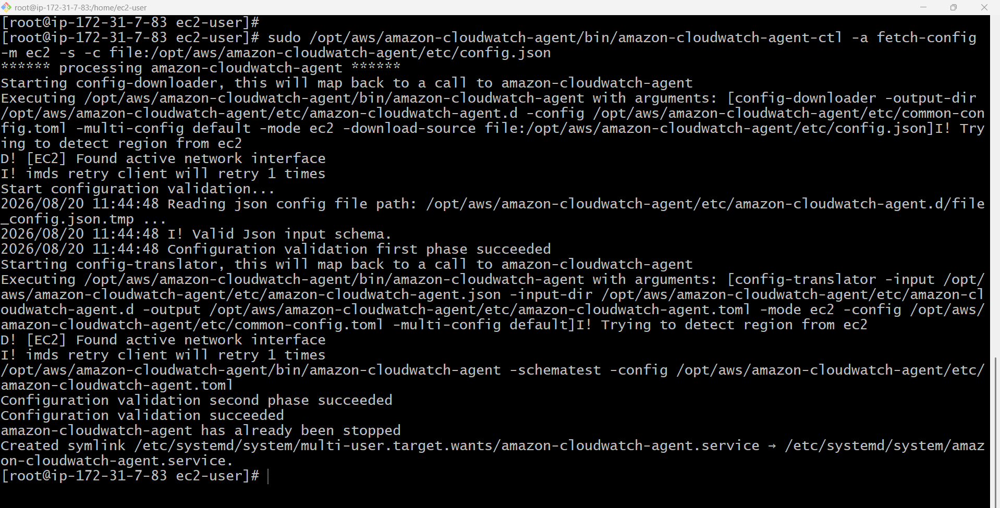 root@ip-172-31-7-83:/home/ec2-user
[root@ip-172-31-7-83 ec2-user]#
[root@ip-172-31-7-83 ec2-user]# sudo /opt/aws/amazon-cloudwatch-agent/bin/amazon-cloudwatch-agent-ctl -a fetch-config
-m ec2 -s -c file:/opt/aws/amazon-cloudwatch-agent/etc/config.json
****** processing amazon-cloudwatch-agent ******
Starting config-downloader, this will map back to a call to amazon-cloudwatch-agent
Executing /opt/aws/amazon-cloudwatch-agent/bin/amazon-cloudwatch-agent with arguments: [config-downloader -output-dir
/opt/aws/amazon-cloudwatch-agent/etc/amazon-cloudwatch-agent.d -config /opt/aws/amazon-cloudwatch-agent/etc/common-con
fig.toml -multi-config default -mode ec2 -download-source file:/opt/aws/amazon-cloudwatch-agent/etc/config.json]I! Try
ing to detect region from ec2
D! [EC2] Found active network interface
I! imds retry client will retry 1 times
Start configuration validation...
2026/08/20 11:44:48 Reading json config file path: /opt/aws/amazon-cloudwatch-agent/etc/amazon-cloudwatch-agent.d/file
_config.json.tmp ...
2026/08/20 11:44:48 I! Valid Json input schema.
2026/08/20 11:44:48 Configuration validation first phase succeeded
Starting config-translator, this will map back to a call to amazon-cloudwatch-agent
Executing /opt/aws/amazon-cloudwatch-agent/bin/amazon-cloudwatch-agent with arguments: [config-translator -input /opt/
aws/amazon-cloudwatch-agent/etc/amazon-cloudwatch-agent.json -input-dir /opt/aws/amazon-cloudwatch-agent/etc/amazon-cl
oudwatch-agent.d -output /opt/aws/amazon-cloudwatch-agent/etc/amazon-cloudwatch-agent.toml -mode ec2 -config /opt/aws/
amazon-cloudwatch-agent/etc/common-config.toml -multi-config default]I! Trying to detect region from ec2
D! [EC2] Found active network interface
I! imds retry client will retry 1 times
/opt/aws/amazon-cloudwatch-agent/bin/amazon-cloudwatch-agent -schematest -config /opt/aws/amazon-cloudwatch-agent/etc/
amazon-cloudwatch-agent.toml
Configuration validation second phase succeeded
Configuration validation succeeded
amazon-cloudwatch-agent has already been stopped
Created symlink /etc/systemd/system/multi-user.target.wants/amazon-cloudwatch-agent.service → /etc/systemd/system/amaz
on-cloudwatch-agent.service.
[root@ip-172-31-7-83 ec2-user]#